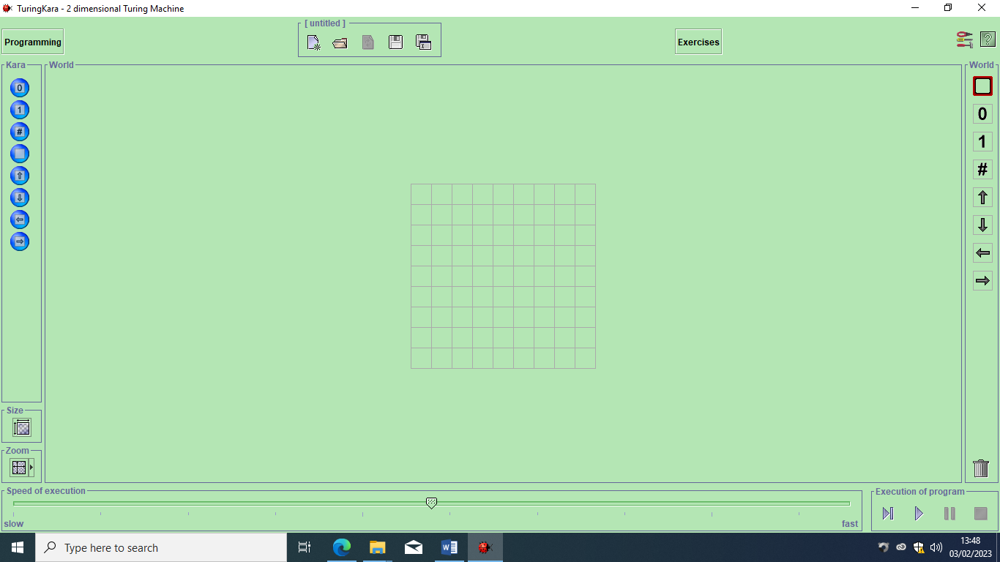 TuringKara - 2 dimensional Turing Machine
[ untitled ]
Programming
Exercises
?
Kara
World
World
0
1
#
0
1
#
Size
Zoom
Speed of execution
Execution of program
slow
fast
Type here to search
13:48
03/02/2023